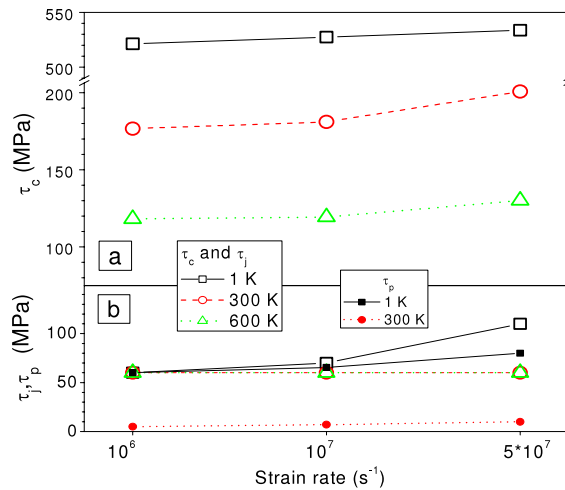 550
500
200
150
100
τc (MPa)
a
τc and τj
1 K
300 K
600 K
τp
1 K
300 K
b
100
50
0
τj,τp (MPa)
10^6
10^7
5*10^7
Strain rate (s^-1)